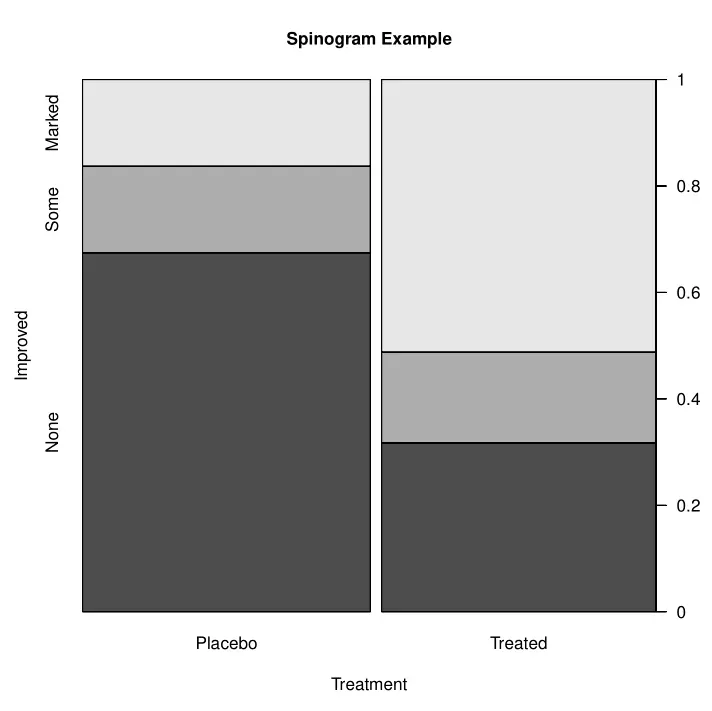 Spinogram Example
Marked
Some
None
Improved
1
0.8
0.6
0.4
0.2
0
Placebo
Treated
Treatment